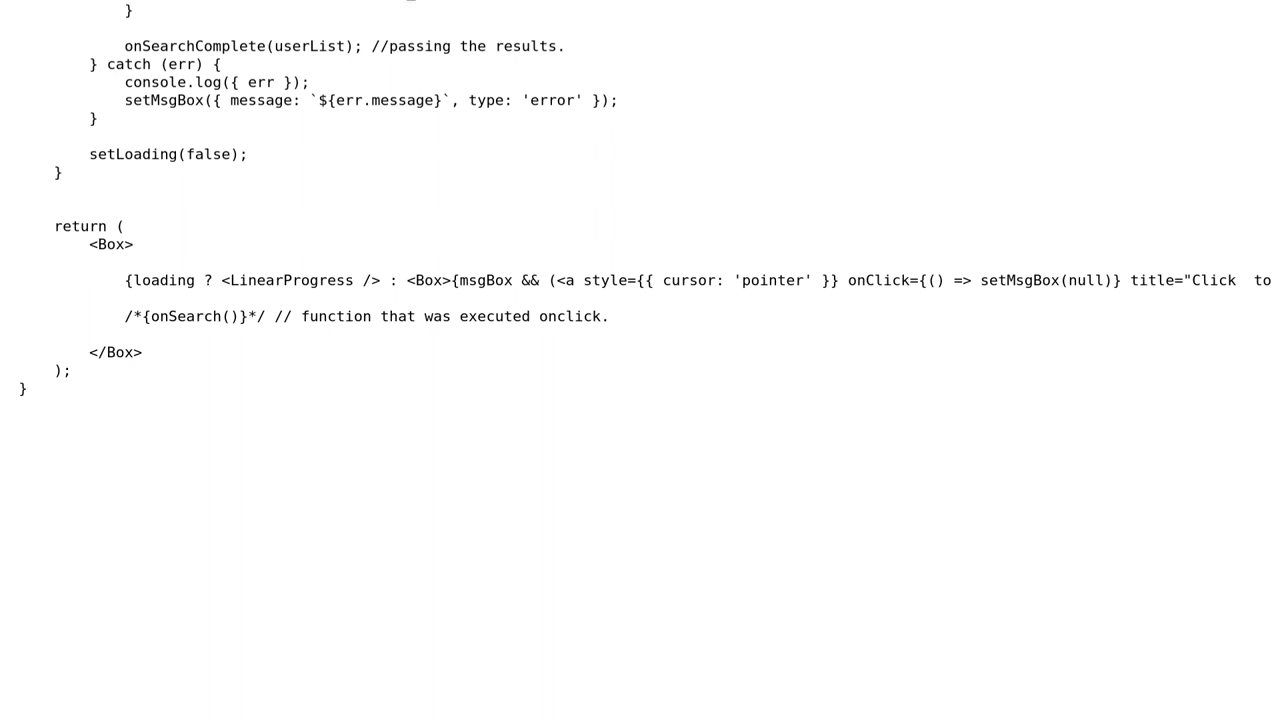 }
onSearchComplete(userList); //passing the results.
} catch (err) {
console.log({ err });
setMsgBox({ message: `${err.message}`, type: 'error' });
}
setLoading(false);
}
return (
<Box>
{loading ? <LinearProgress /> : <Box>{msgBox && (<a style={{ cursor: 'pointer' }} onClick={() => setMsgBox(null)} title="Click  to
/*{onSearch()}*/ // function that was executed onclick.
</Box>
);
}